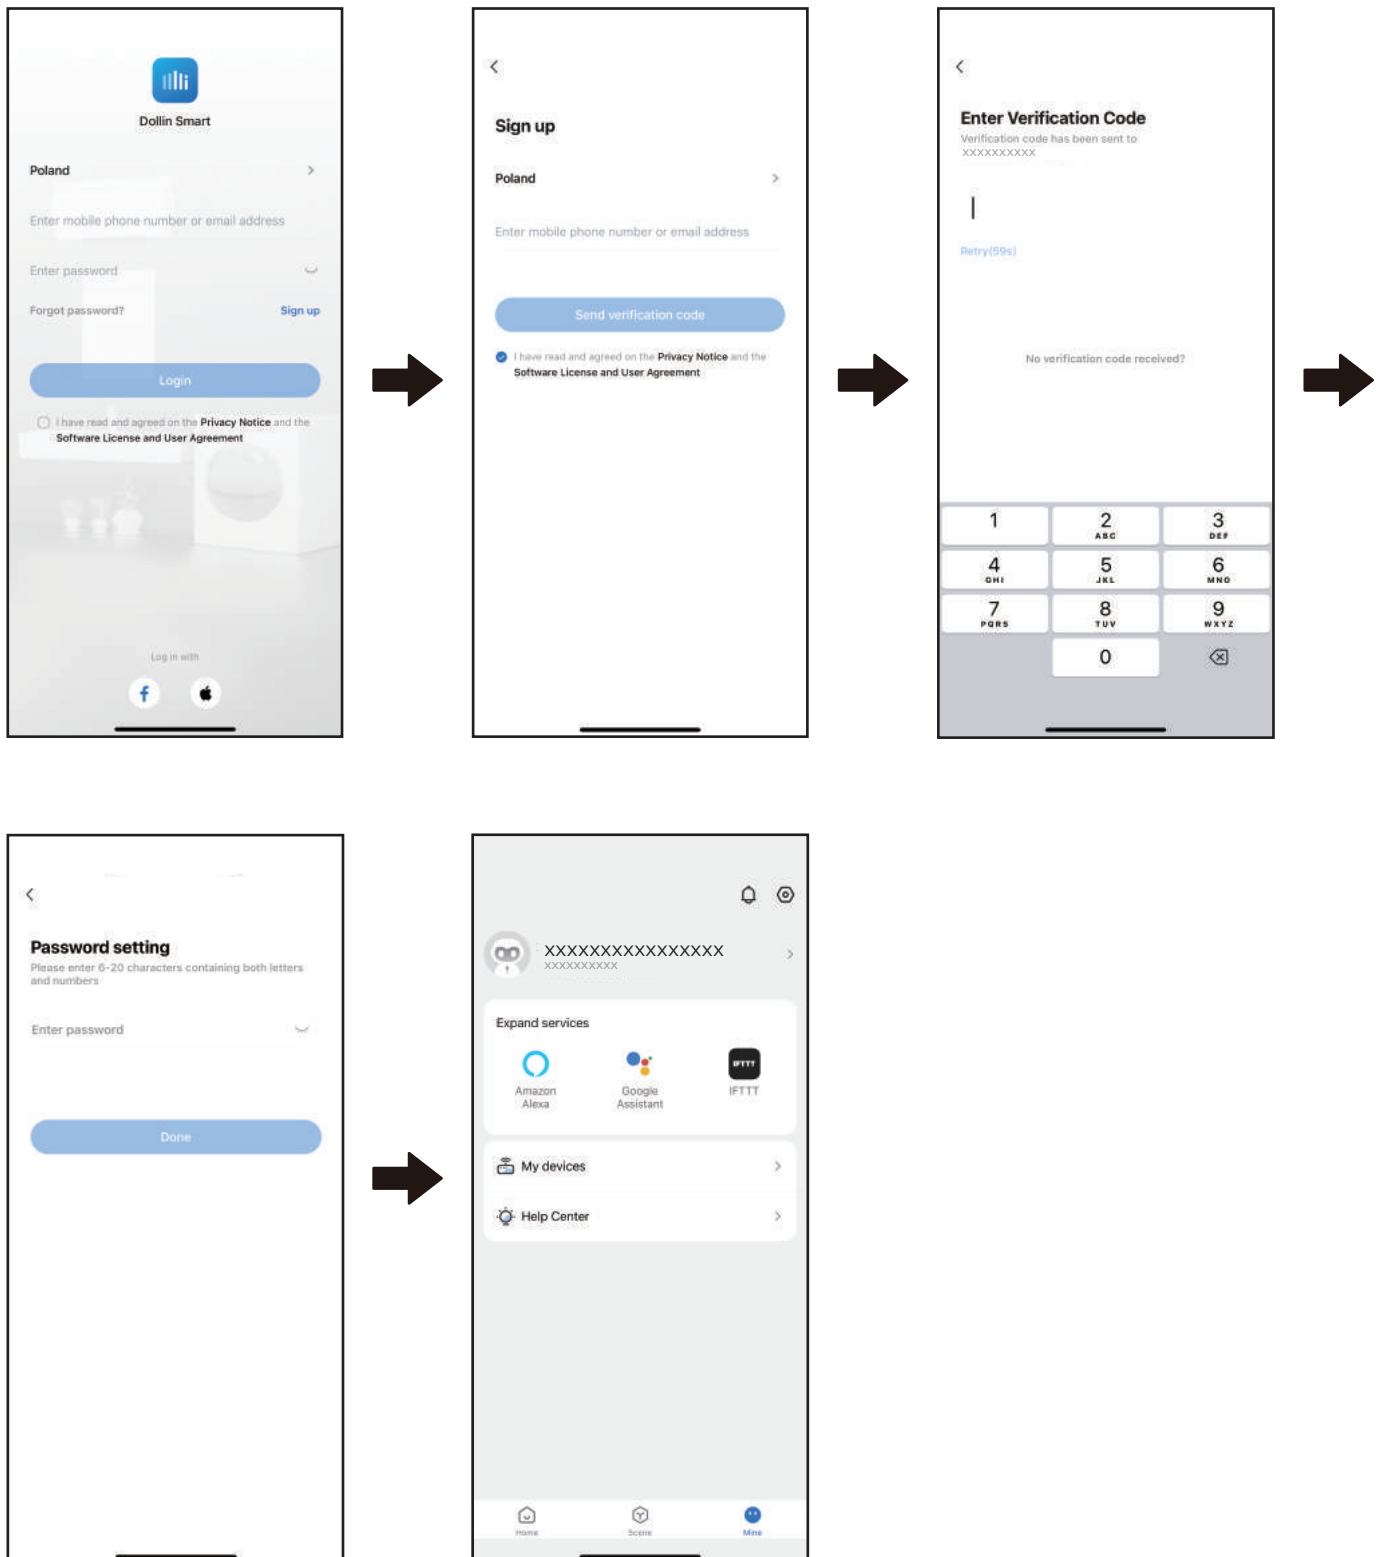 Dollin Smart
Poland
Enter mobile phone number or email address
Enter password
Forgot password?
Sign up
Login
I have read and agreed on the Privacy Notice and the
Software License and User Agreement
Log in with
Sign up
Poland
Enter mobile phone number or email address
Send verification code
I have read and agreed on the Privacy Notice and the
Software License and User Agreement
Enter Verification Code
Verification code has been sent to
XXXXXXXXXX
Retry(59s)
No verification code received?
1
2
ABC
3
DEF
4
GHI
5
JKL
6
MNO
7
PQRS
8
TUV
9
WXYZ
0
Password setting
Please enter 6-20 characters containing both letters
and numbers
Enter password
Done
XXXXXXXXXXXXXXXX
XXXXXXXXXX
Expand services
Amazon
Alexa
Google
Assistant
IFTTT
IFTTT
My devices
Help Center
Home
Scene
Mine